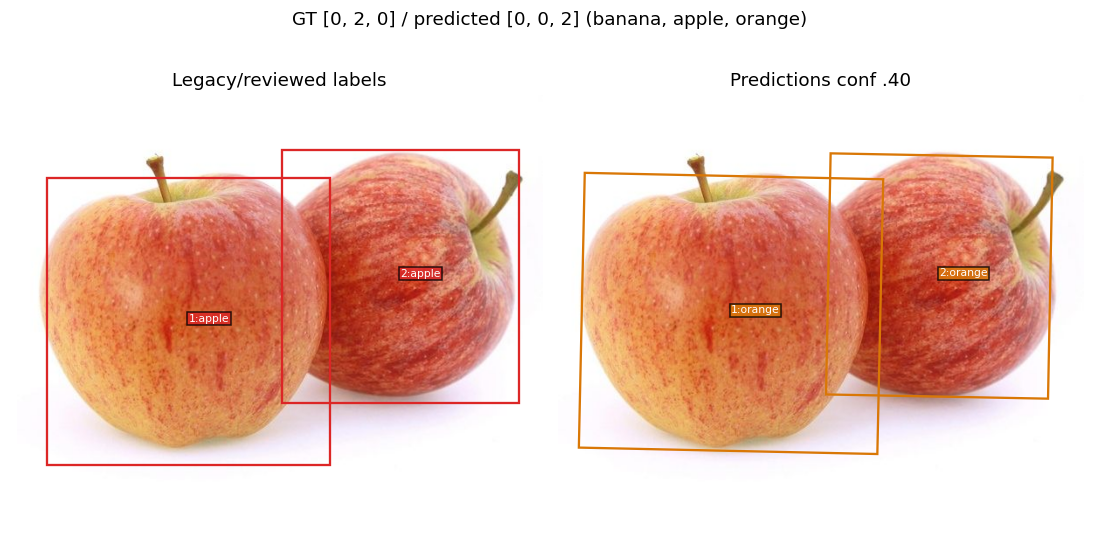 GT [0, 2, 0] / predicted [0, 0, 2] (banana, apple, orange)
Legacy/reviewed labels
Predictions conf .40
2:apple
1:apple
2:orange
1:orange